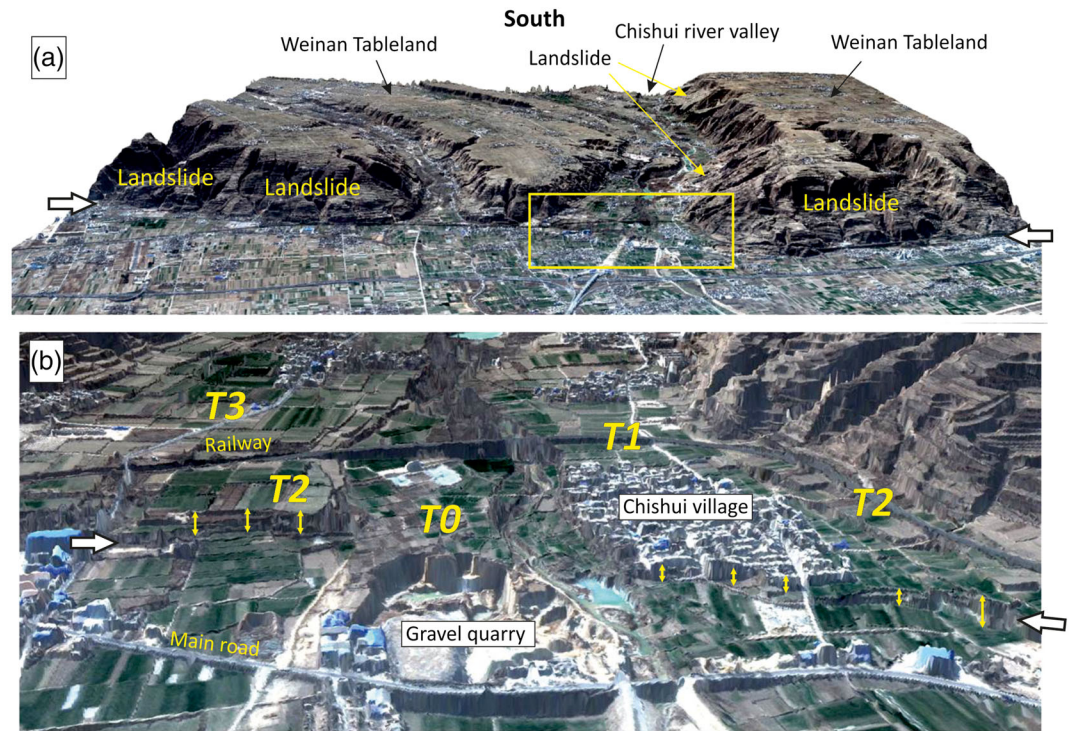 South
(a)
Weinan Tableland
Chishui river valley
Landslide
Weinan Tableland
Landslide
Landslide
Landslide
(b)
T3
Railway
T1
T2
Chishui village
T2
T0
Gravel quarry
Main road